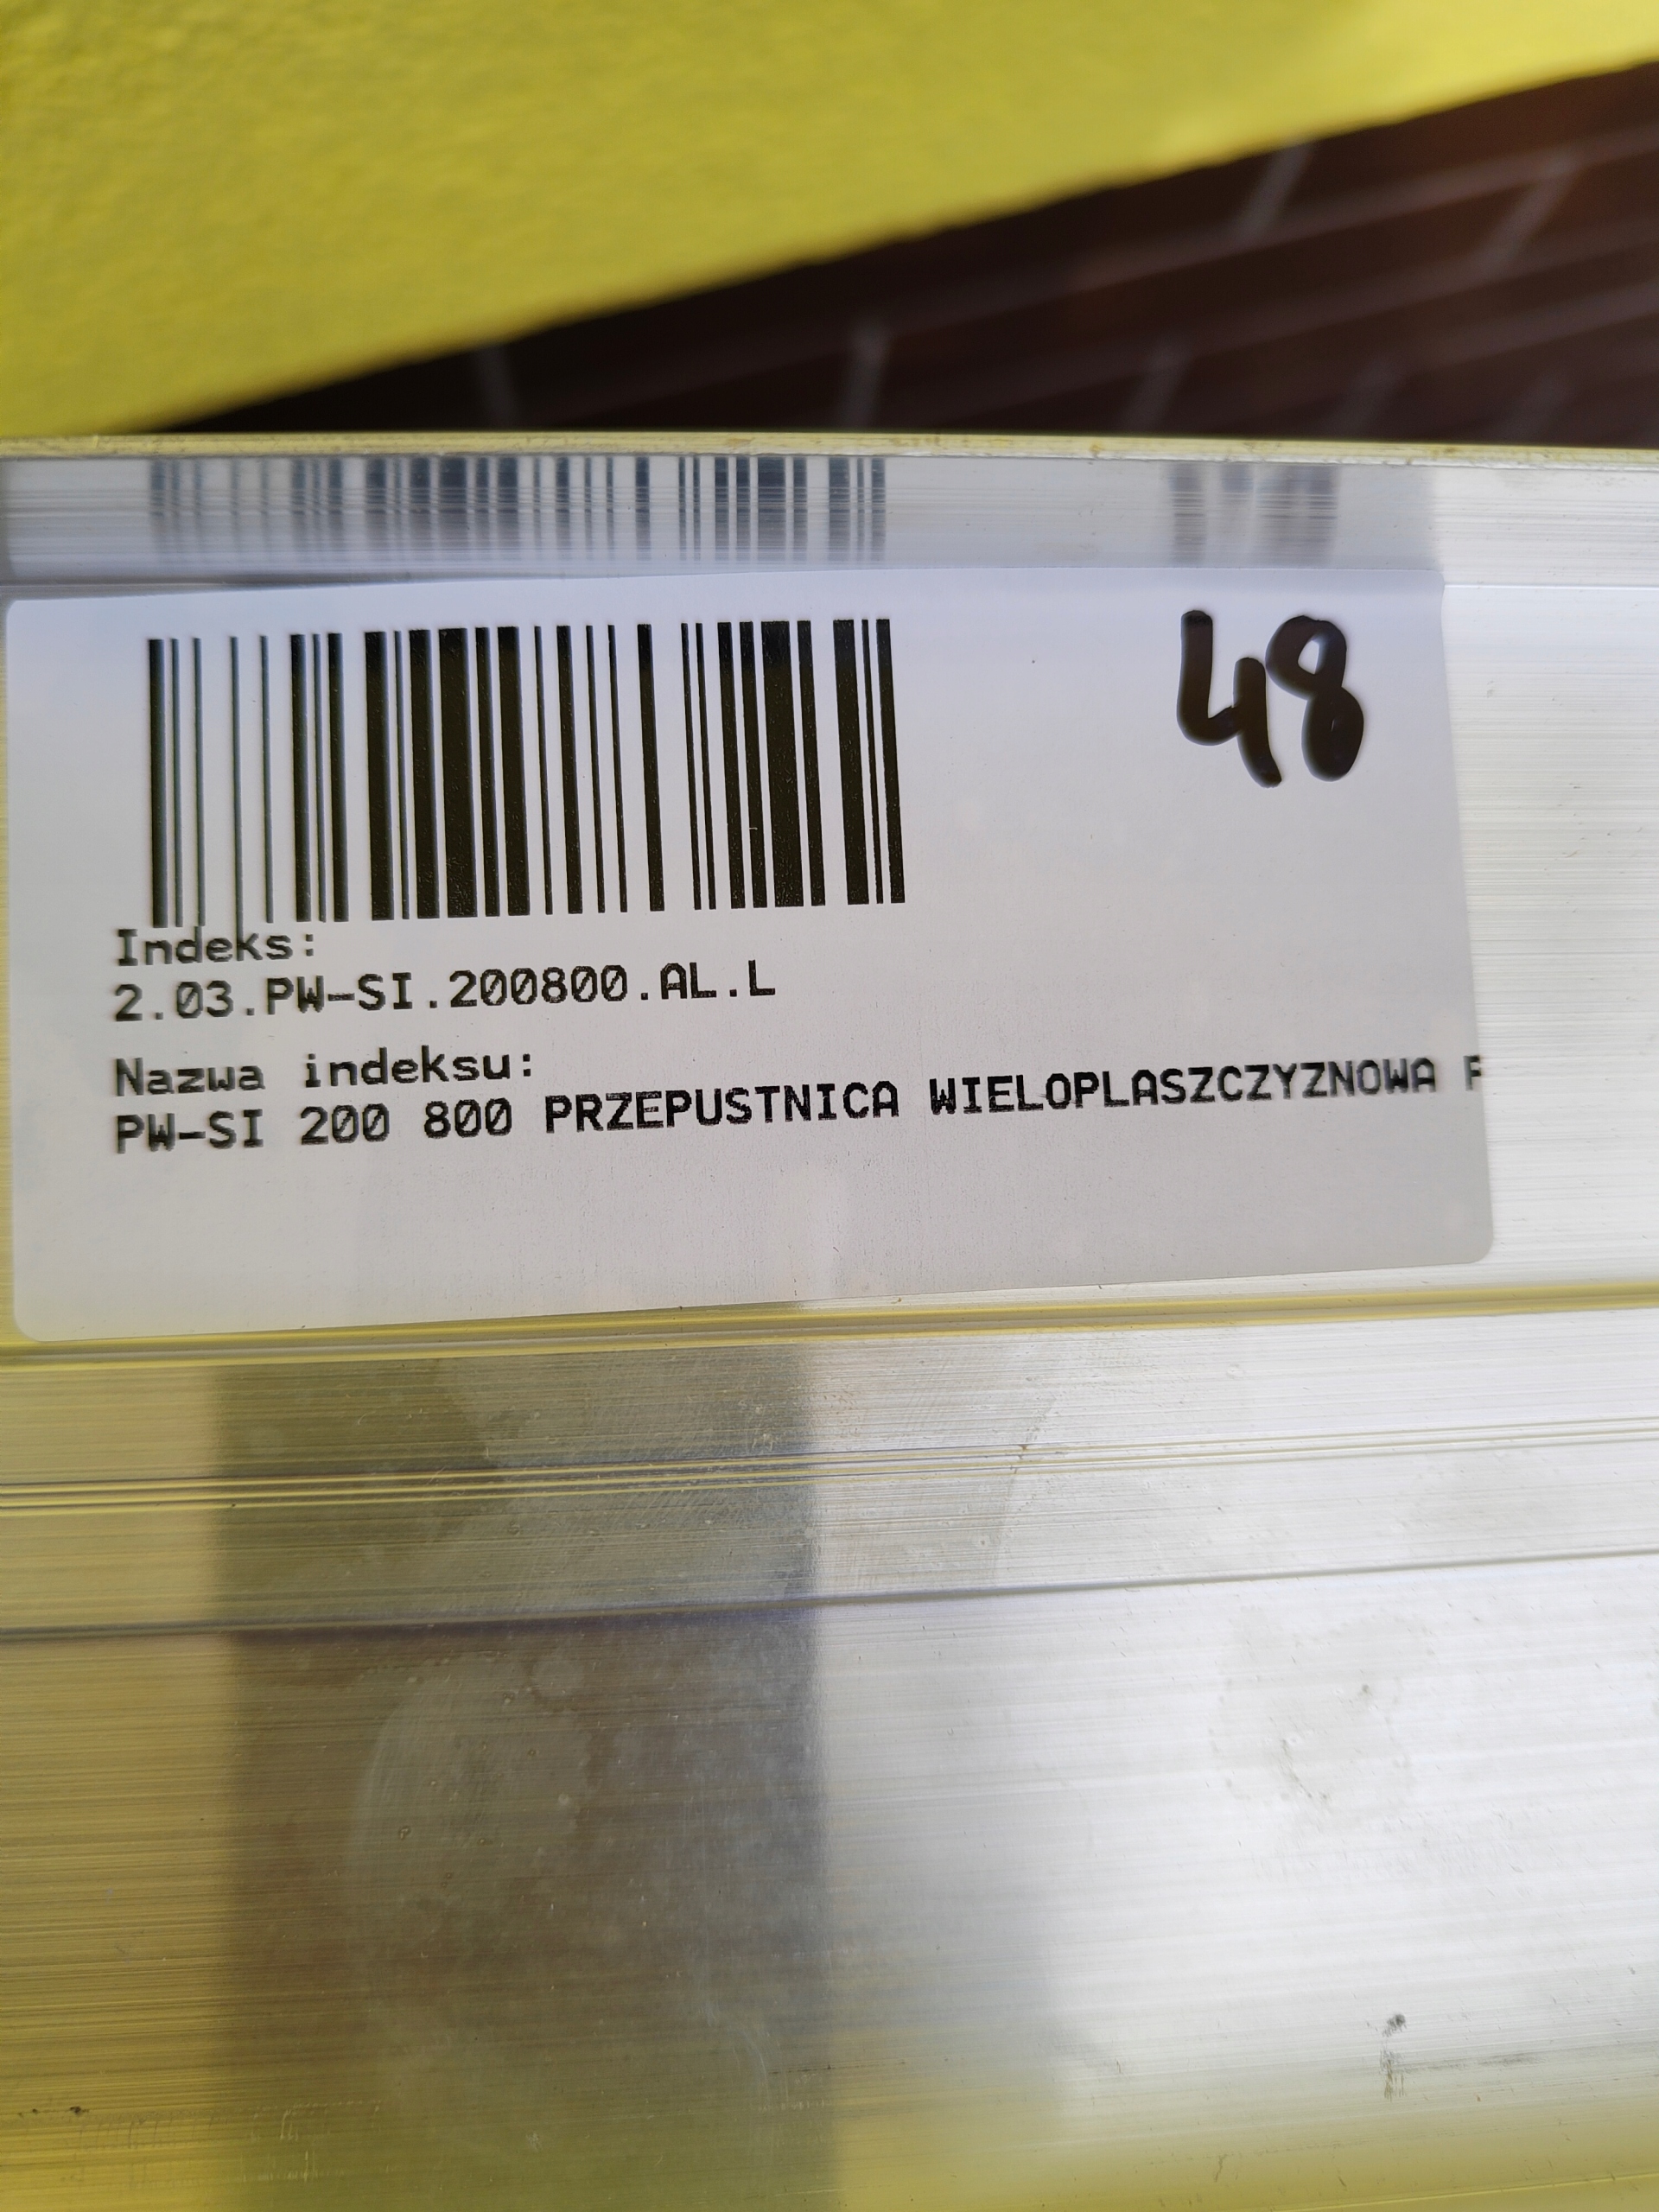 48
Indeks:
2.03.PW-SI.200800.AL.L
Nazwa indeksu:
PW-SI 200 800 PRZEPUSTNICA WIELOPLASZCZYZNOWA